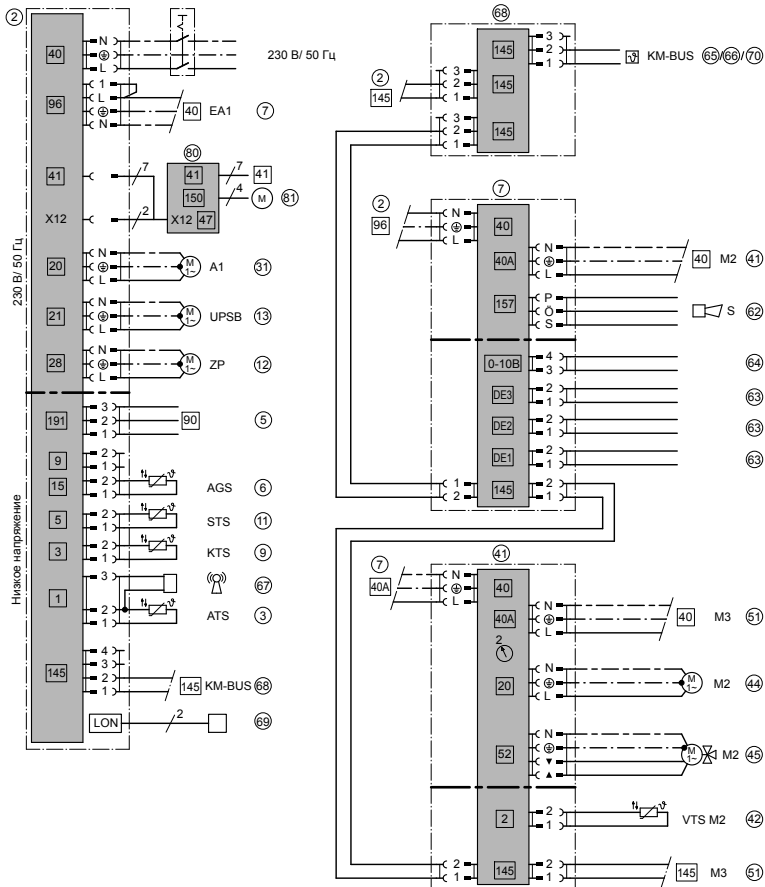 2
230 В/ 50 Гц
Низкое напряжение
40
N
L
230 В/ 50 Гц
96
1
L
N
40 EA1 7
41
7
80
41
7
41
150
4
M
81
X12
2
X12 47
20
N
L
M
1~
A1 31
21
N
L
M
1~
UPSB 13
28
N
L
M
1~
ZP 12
191
3
2
1
90 5
9
2
1
15
2
1
ϑ
AGS 6
5
2
1
ϑ
STS 11
3
2
1
ϑ
KTS 9
1
3
67
2
1
ϑ
ATS 3
145
4
3
2
1
145 KM-BUS 68
LON
2
69
68
145
3
2
1
ϑ KM-BUS 65/66/70
2
145
3
2
1
145
3
2
1
145
7
2
96
N
L
40
40A
N
L
40 M2 41
157
P
Ö
S
S 62
0-10В
4
3
64
DE3
2
1
63
DE2
2
1
63
DE1
2
1
63
1
2
145
2
1
41
7
40A
N
L
40
40A
N
L
40 M3 51
2
20
N
L
M
1~
M2 44
52
N
▼
▲
M
1~
M2 45
2
2
1
ϑ
VTS M2 42
2
1
145
2
1
145 M3 51